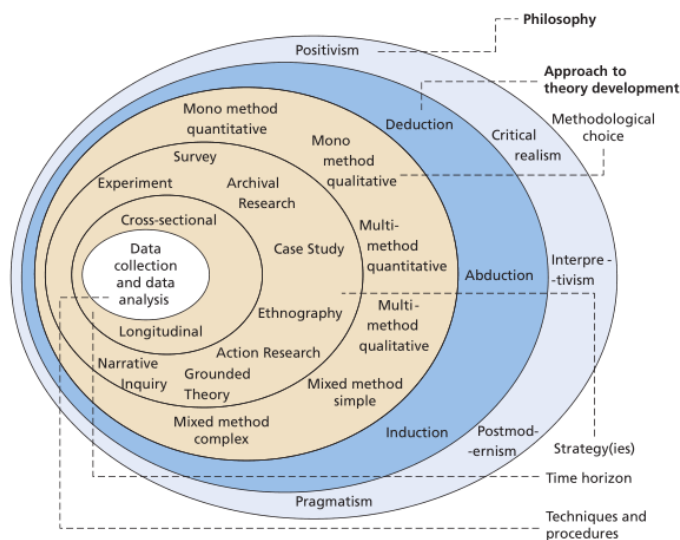 Philosophy
Positivism
Approach to
theory development
Mono method
quantitative
Deduction
Methodological
choice
Critical
realism
Mono
method
qualitative
Survey
Experiment
Archival
Research
Cross-sectional
Data
collection
and data
analysis
Case Study
Multi-
method
quantitative
Abduction
Interpre-
-tivism
Ethnography
Multi-
method
qualitative
Longitudinal
Action Research
Narrative
Inquiry
Grounded
Theory
Mixed method
simple
Mixed method
complex
Induction
Postmod-
-ernism
Strategy(ies)
Time horizon
Pragmatism
Techniques and
procedures